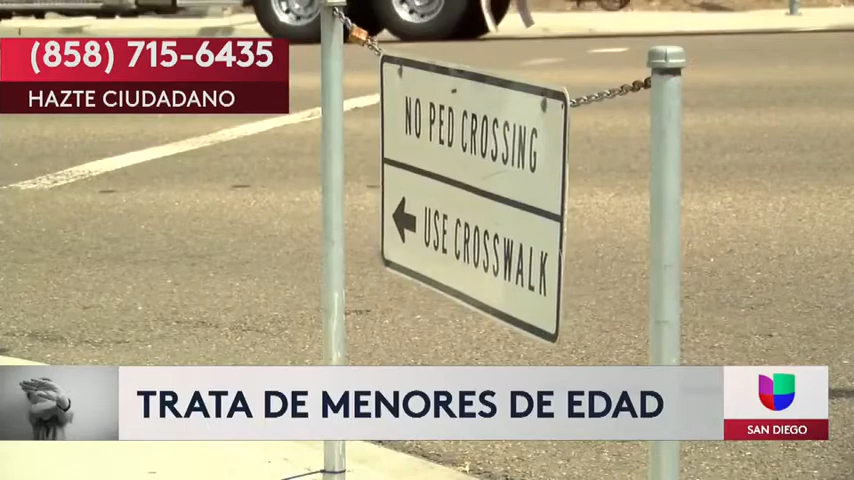 (858) 715-6435
HAZTE CIUDADANO
NO PED CROSSING
USE CROSSWALK
TRATA DE MENORES DE EDAD
SAN DIEGO